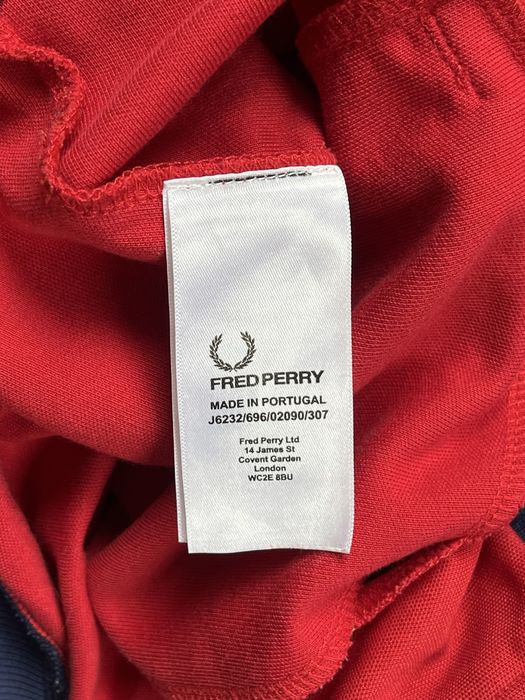 FRED PERRY
MADE IN PORTUGAL
J6232/696/02090/307
Fred Perry Ltd
14 James St
Covent Garden
London
WC2E 8BU